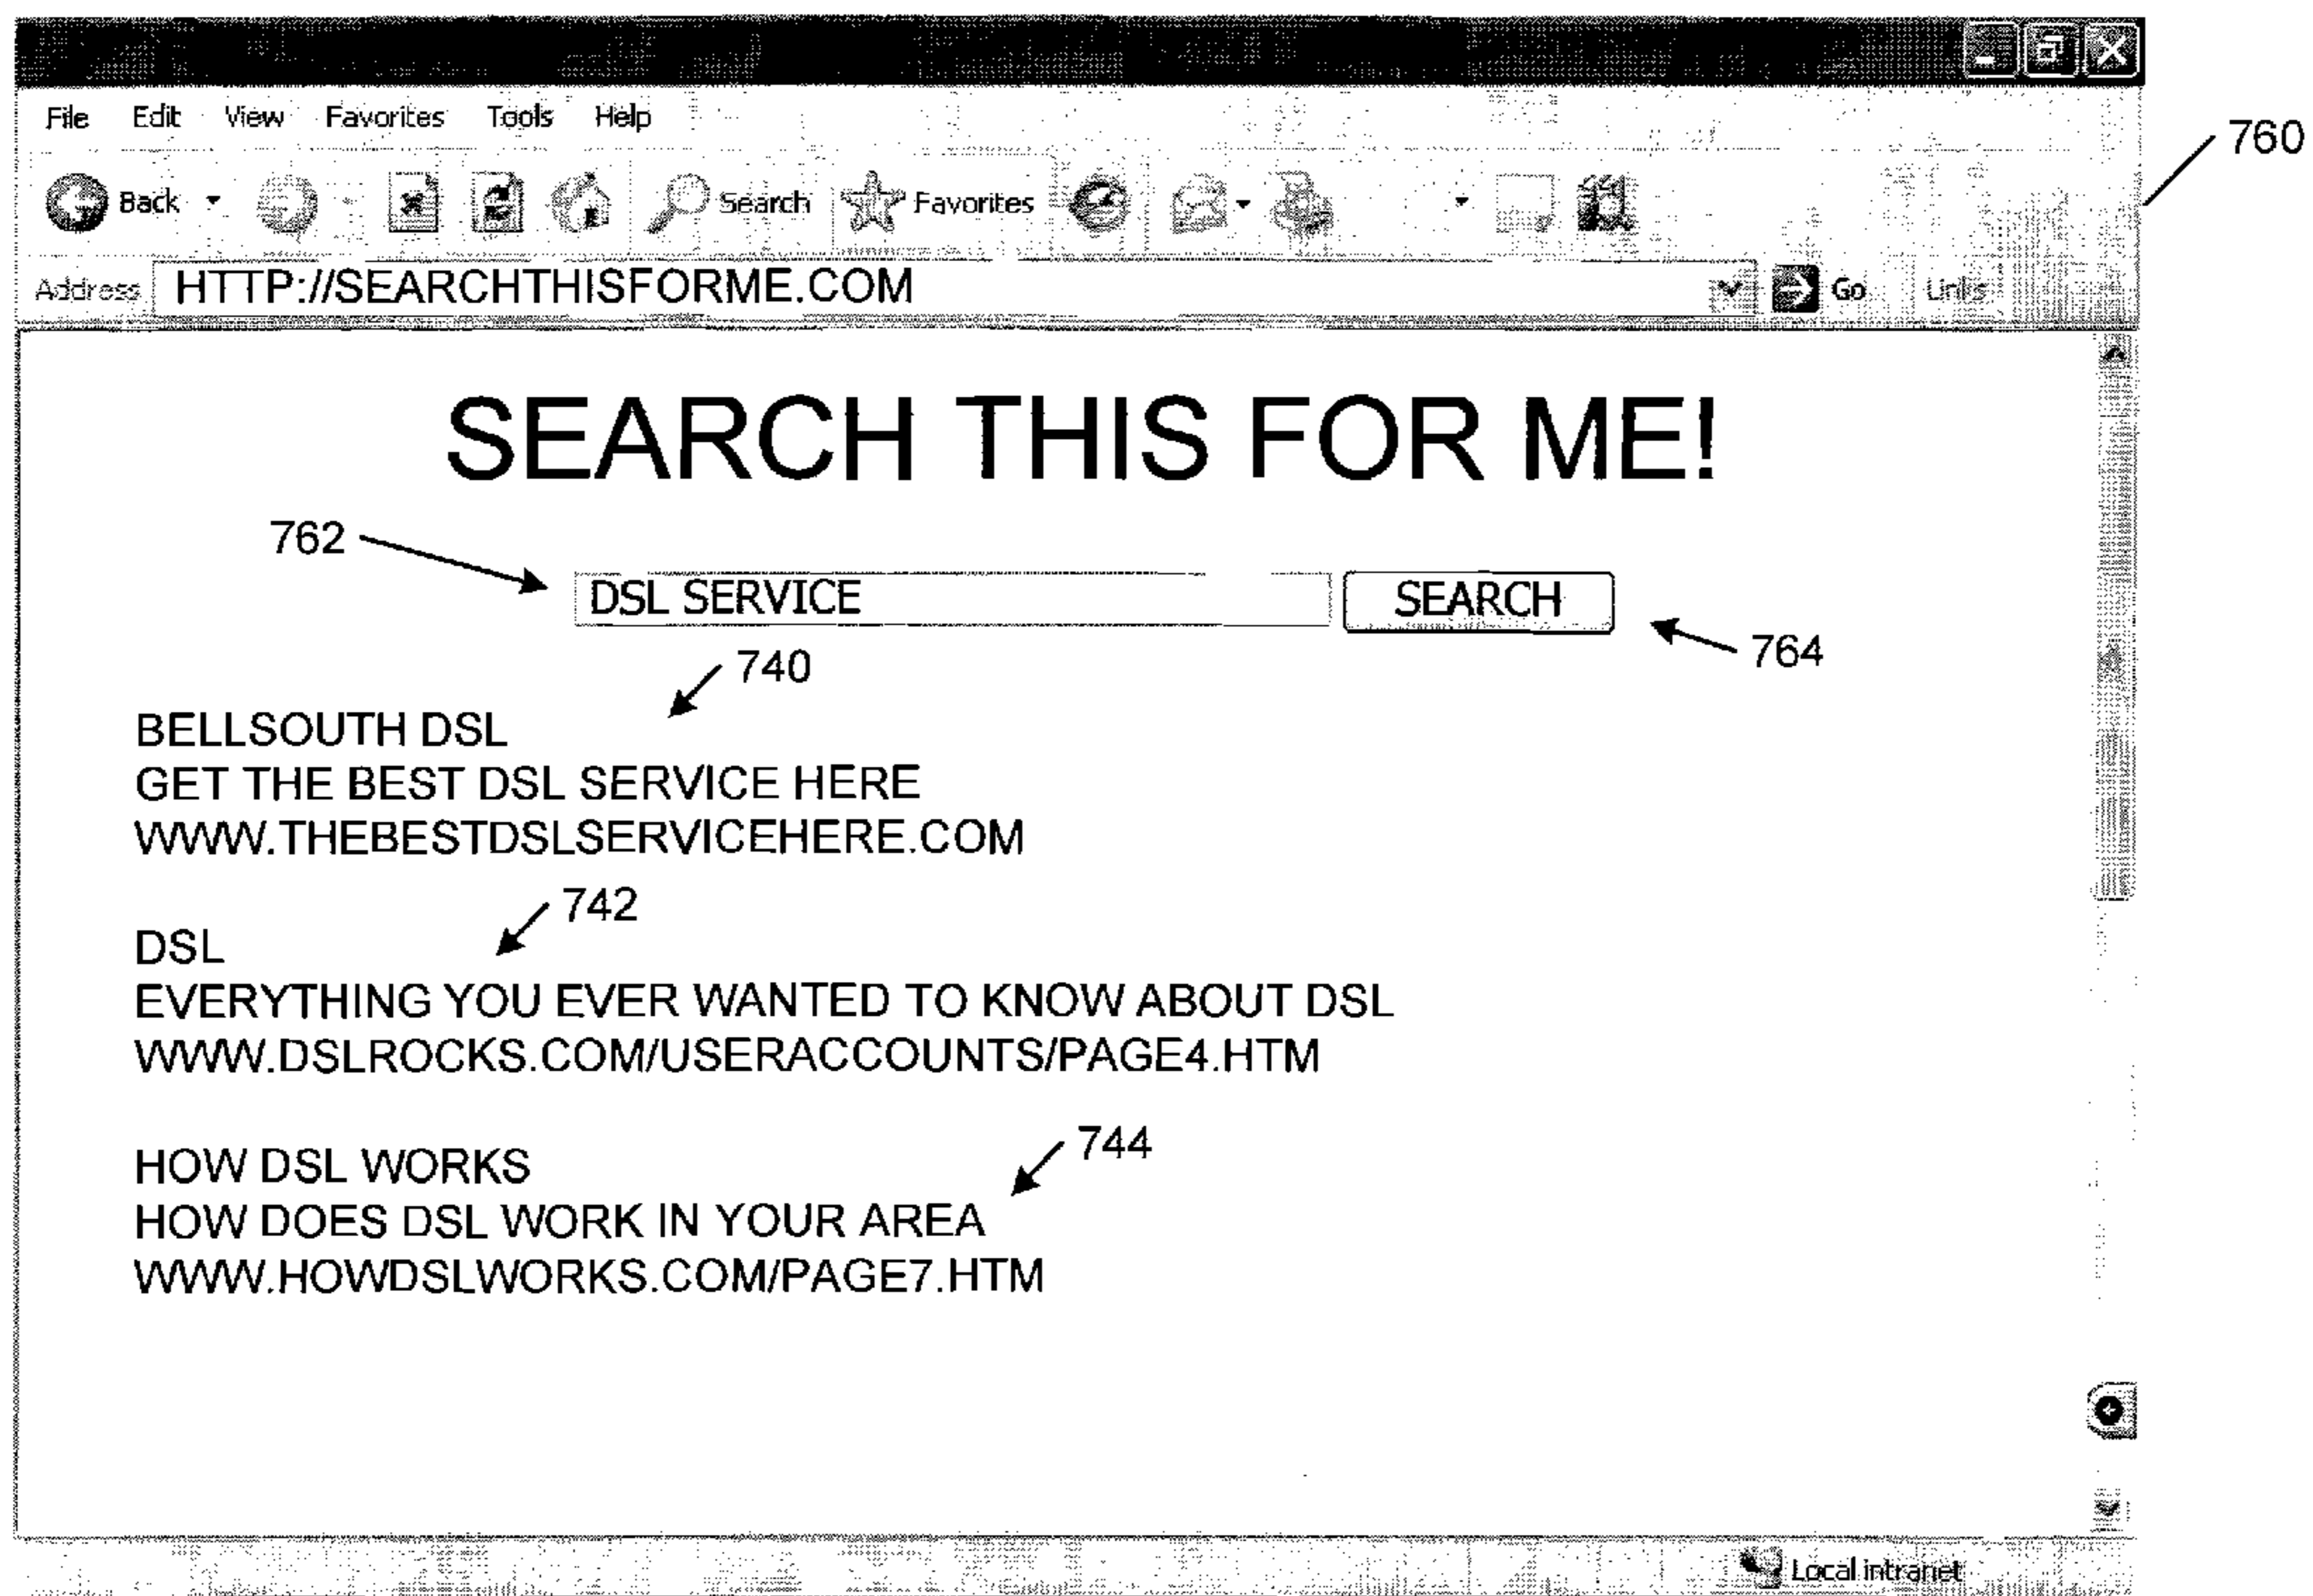 File Edit View Favorites Tools Help
760
Back Search Favorites
Address HTTP://SEARCHTHISFORME.COM Go Links
SEARCH THIS FOR ME!
762
DSL SERVICE SEARCH
764
740
BELLSOUTH DSL
GET THE BEST DSL SERVICE HERE
WWW.THEBESTDSLSERVICEHERE.COM
742
DSL
EVERYTHING YOU EVER WANTED TO KNOW ABOUT DSL
WWW.DSLROCKS.COM/USERACCOUNTS/PAGE4.HTM
744
HOW DSL WORKS
HOW DOES DSL WORK IN YOUR AREA
WWW.HOWDSLWORKS.COM/PAGE7.HTM
Local intranet